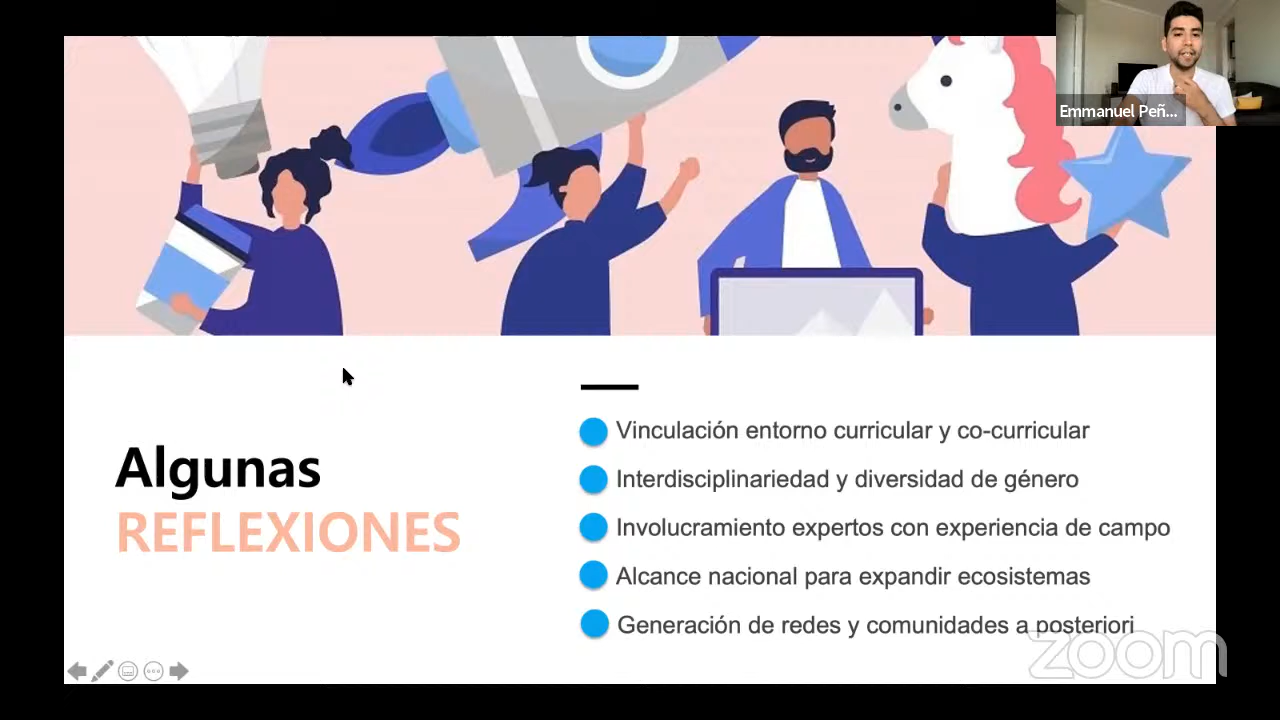 Emmanuel Peñ...
Algunas
REFLEXIONES
Vinculación entorno curricular y co-curricular
Interdisciplinariedad y diversidad de género
Involucramiento expertos con experiencia de campo
Alcance nacional para expandir ecosistemas
Generación de redes y comunidades a posteriori
zoom